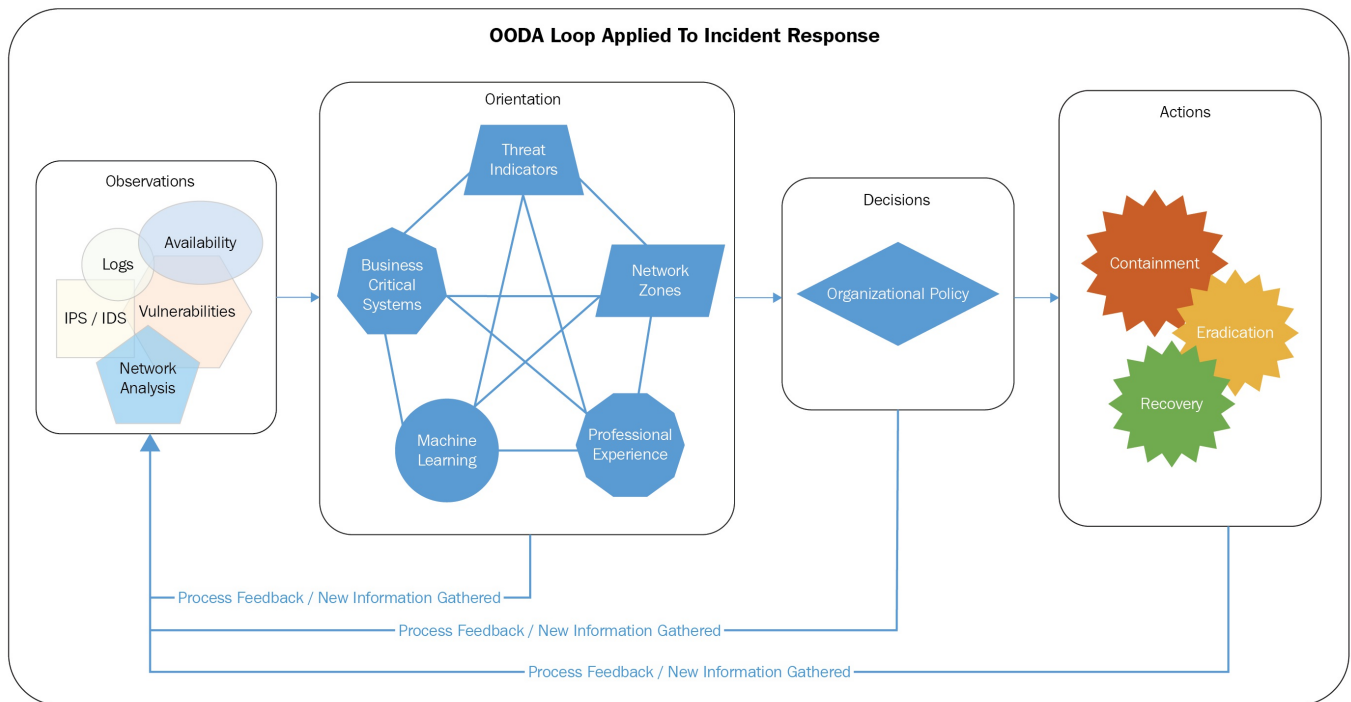 OODA Loop Applied To Incident Response
Observations
Availability
Logs
IPS / IDS
Vulnerabilities
Network
Analysis
Orientation
Threat
Indicators
Business
Critical
Systems
Network
Zones
Machine
Learning
Professional
Experience
Decisions
Organizational Policy
Actions
Containment
Eradication
Recovery
Process Feedback / New Information Gathered
Process Feedback / New Information Gathered
Process Feedback / New Information Gathered